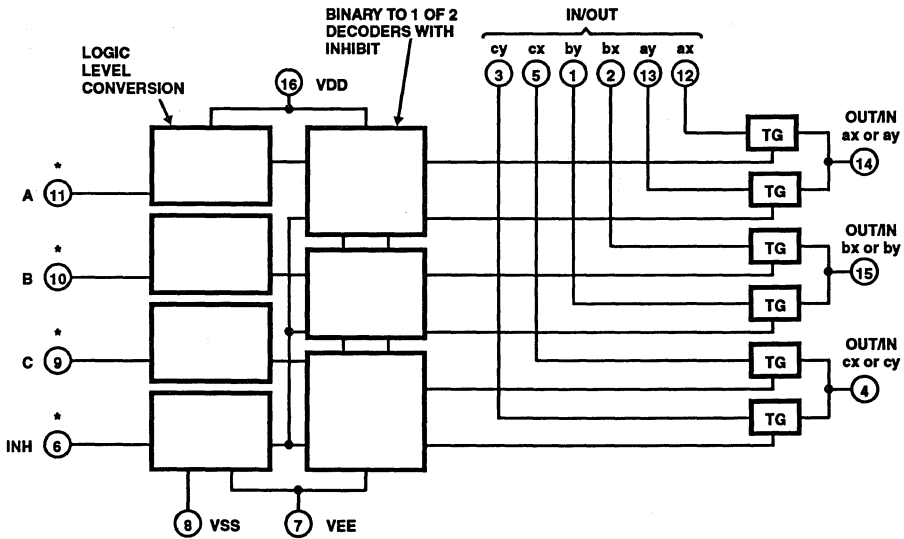 BINARY TO 1 OF 2
DECODERS WITH
INHIBIT
IN/OUT
cy cx by bx ay ax
3 5 1 2 13 12
LOGIC
LEVEL
CONVERSION
16 VDD
TG
OUT/IN
ax or ay
14
*
A 11
TG
OUT/IN
bx or by
15
TG
*
B 10
TG
OUT/IN
cx or cy
4
*
C 9
TG
TG
*
INH 6
8 VSS
7 VEE